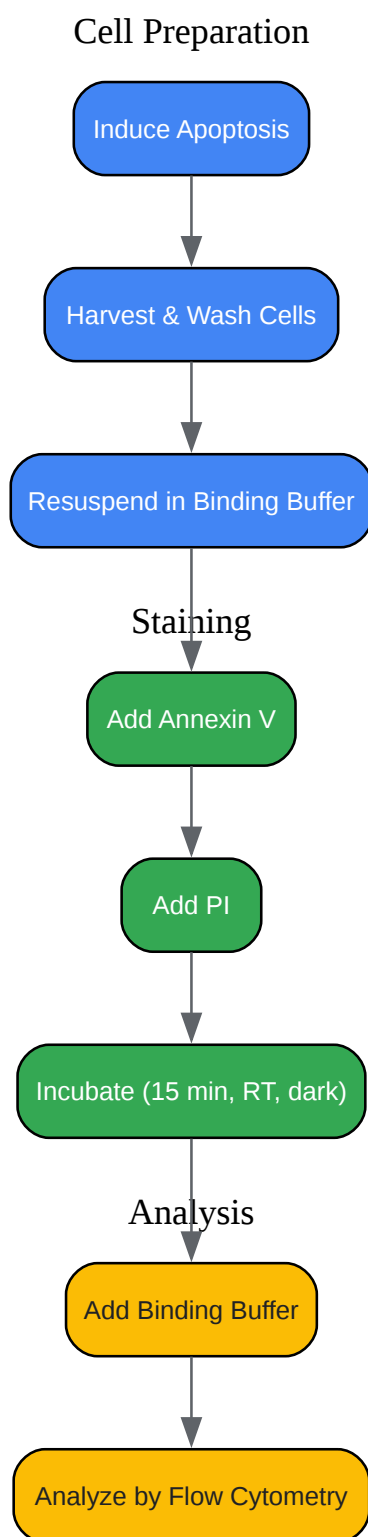 Cell Preparation
Induce Apoptosis
Harvest & Wash Cells
Resuspend in Binding Buffer
Staining
Add Annexin V
Add PI
Incubate (15 min, RT, dark)
Analysis
Add Binding Buffer
Analyze by Flow Cytometry